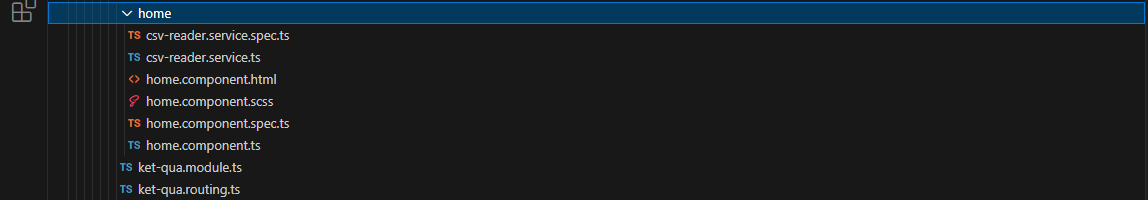 home
TS csv-reader.service.spec.ts
TS csv-reader.service.ts
<> home.component.html
home.component.scss
TS home.component.spec.ts
TS home.component.ts
TS ket-qua.module.ts
TS ket-qua.routing.ts